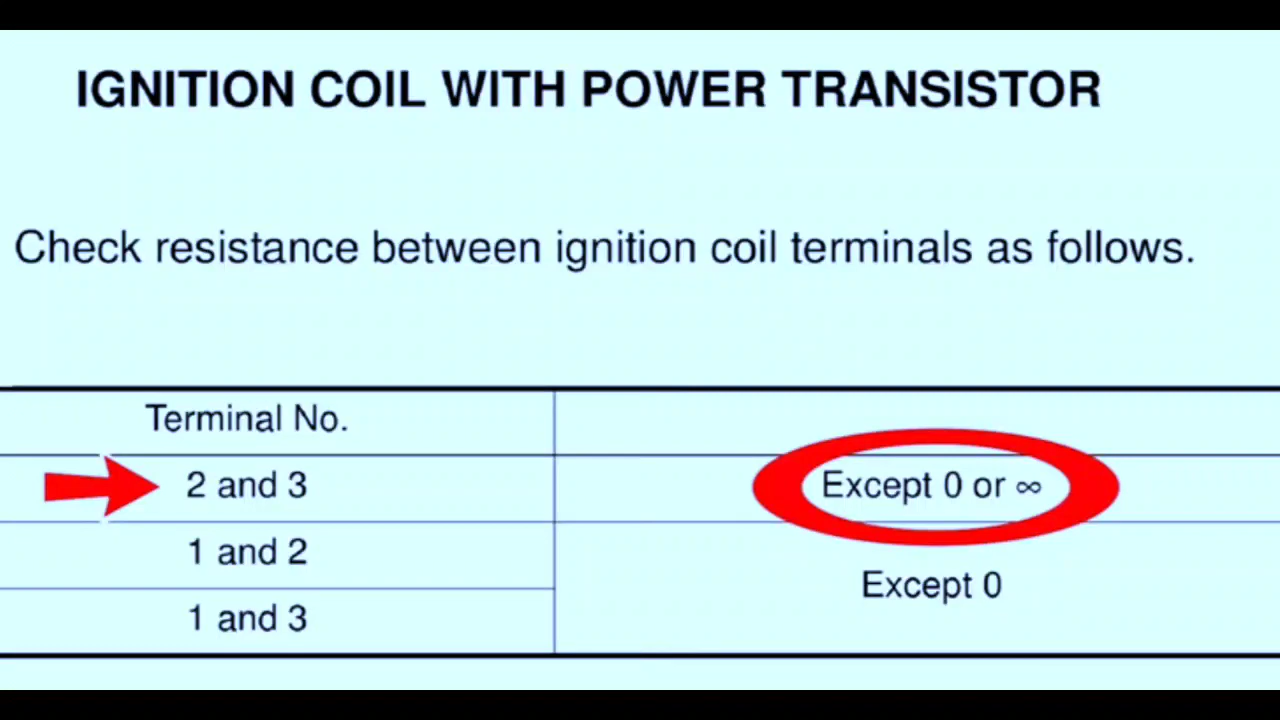 IGNITION COIL WITH POWER TRANSISTOR
Check resistance between ignition coil terminals as follows.
Terminal No.
2 and 3 Except 0 or ∞
1 and 2
Except 0
1 and 3